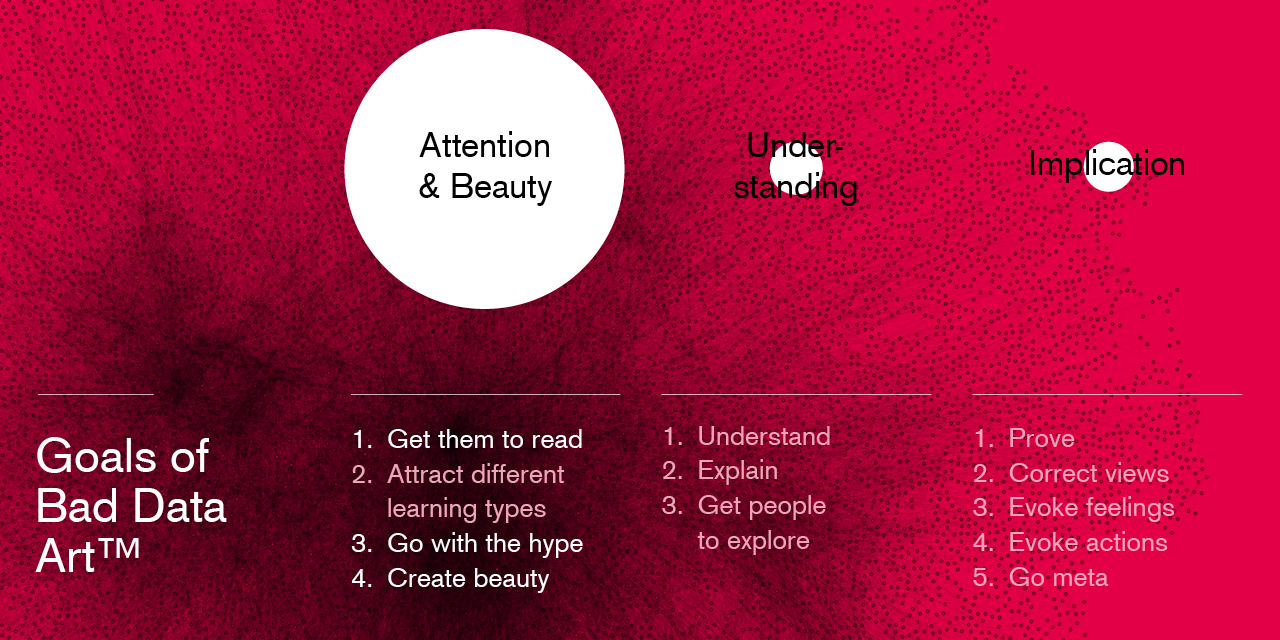 Attention
& Beauty
Under-
standing
Implication
Goals of
Bad Data
Art™
1. Get them to read
2. Attract different
learning types
3. Go with the hype
4. Create beauty
1. Understand
2. Explain
3. Get people
to explore
1. Prove
2. Correct views
3. Evoke feelings
4. Evoke actions
5. Go meta